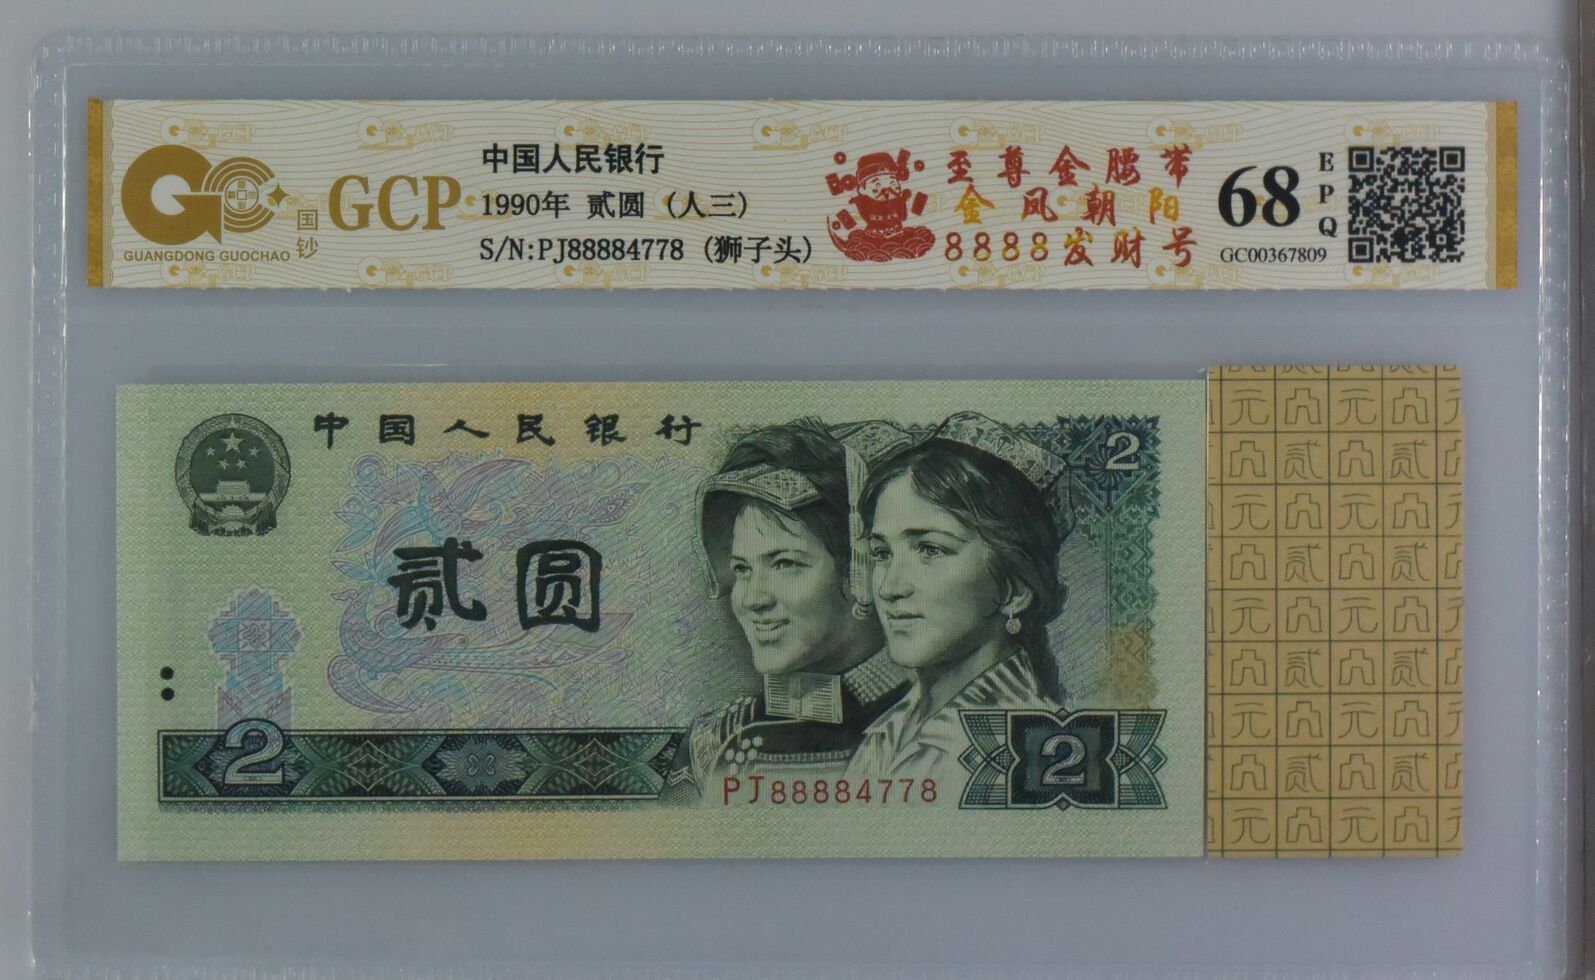 GCP
国钞
GUANGDONG GUOCHAO
中国人民银行
1990年 贰圆 (人三)
S/N:PJ88884778 (狮子头)
至尊金腰带
金凤朝阳
8888发财号
68
EPQ
GC00367809
中国人民银行
2
贰圆
2
PJ88884778
2